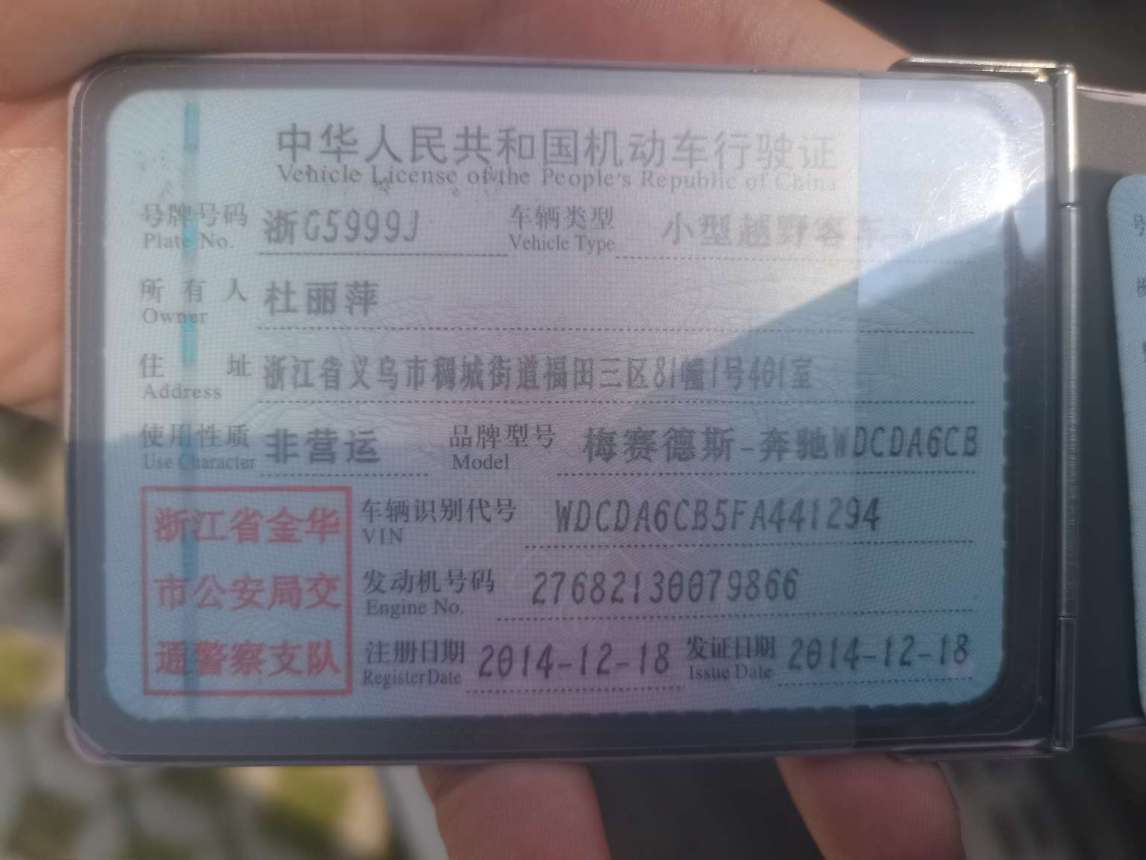 中华人民共和国机动车行驶证
Vehicle License of the People's Republic of China
号牌号码 浙G5999J 车辆类型 小型越野客车
Plate No. Vehicle Type
所有人 杜丽萍
Owner
住址 浙江省义乌市稠城街道福田三区81幢1号401室
Address
使用性质 非营运 品牌型号 梅赛德斯-奔驰WDCDA6CB
Use Character Model
浙江省金华
市公安局交
通警察支队
车辆识别代号 WDCDA6CB5FA441294
VIN
发动机号码 27682130079866
Engine No.
注册日期 2014-12-18 发证日期 2014-12-18
Register Date Issue Date